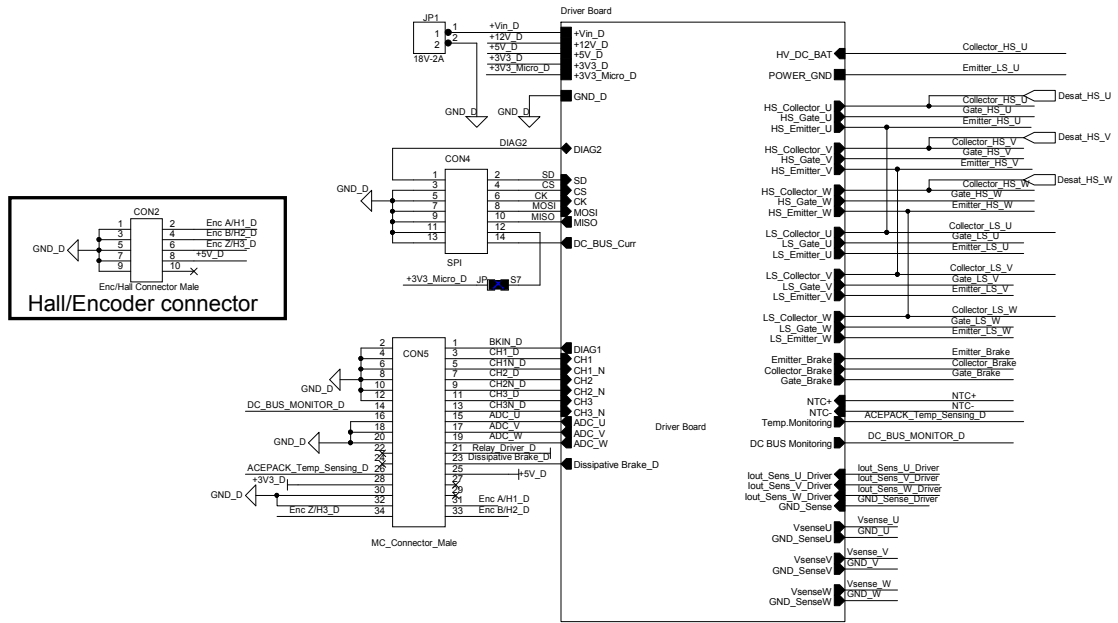 Driver Board
JP1
1
2
1
2
18V-2A
+Vin_D
+12V_D
+5V_D
+3V3_D
+3V3_Micro_D
+Vin_D
+12V_D
+5V_D
+3V3_D
+3V3_Micro_D
GND_D
GND_D
GND_D
DIAG2
DIAG2
CON4
1
3
5
7
9
11
13
2
4
6
8
10
12
14
SD
CS
CK
MOSI
MISO
SD
CS
CK
MOSI
MISO
DC_BUS_Curr
GND_D
SPI
+3V3_Micro_D
JP
S7
CON2
1
3
5
7
9
2
4
6
8
10
Enc A/H1_D
Enc B/H2_D
Enc Z/H3_D
+5V_D
GND_D
Enc/Hall Connector Male
Hall/Encoder connector
CON5
2
4
6
8
10
12
14
16
18
20
22
24
26
28
30
32
34
1
3
5
7
9
11
13
15
17
19
21
23
25
27
29
31
33
BKIN_D
CH1_D
CH1N_D
CH2_D
CH2N_D
CH3_D
CH3N_D
ADC_U
ADC_V
ADC_W
Relay_Driver_D
Dissipative Brake_D
+5V_D
Enc A/H1_D
Enc B/H2_D
DIAG1
CH1
CH1_N
CH2
CH2_N
CH3
CH3_N
ADC_U
ADC_V
ADC_W
Dissipative Brake_D
GND_D
DC_BUS_MONITOR_D
GND_D
ACEPACK_Temp_Sensing_D
+3V3_D
GND_D
Enc Z/H3_D
MC_Connector_Male
Driver Board
HV_DC_BAT
Collector_HS_U
POWER_GND
Emitter_LS_U
HS_Collector_U
Collector_HS_U
Desat_HS_U
HS_Gate_U
Gate_HS_U
HS_Emitter_U
Emitter_HS_U
HS_Collector_V
Collector_HS_V
Desat_HS_V
HS_Gate_V
Gate_HS_V
HS_Emitter_V
Emitter_HS_V
HS_Collector_W
Collector_HS_W
Desat_HS_W
HS_Gate_W
Gate_HS_W
HS_Emitter_W
Emitter_HS_W
LS_Collector_U
Collector_LS_U
LS_Gate_U
Gate_LS_U
LS_Emitter_U
Emitter_LS_U
LS_Collector_V
Collector_LS_V
LS_Gate_V
Gate_LS_V
LS_Emitter_V
Emitter_LS_V
LS_Collector_W
Collector_LS_W
LS_Gate_W
Gate_LS_W
LS_Emitter_W
Emitter_LS_W
Emitter_Brake
Emitter_Brake
Collector_Brake
Collector_Brake
Gate_Brake
Gate_Brake
NTC+
NTC+
NTC-
NTC-
Temp.Monitoring
ACEPACK_Temp_Sensing_D
DC BUS Monitoring
DC_BUS_MONITOR_D
Iout_Sens_U_Driver
Iout_Sens_U_Driver
Iout_Sens_V_Driver
Iout_Sens_V_Driver
Iout_Sens_W_Driver
Iout_Sens_W_Driver
GND_Sense
GND_Sense_Driver
VsenseU
Vsense_U
GND_SenseU
GND_U
VsenseV
Vsense_V
GND_SenseV
GND_V
VsenseW
Vsense_W
GND_SenseW
GND_W